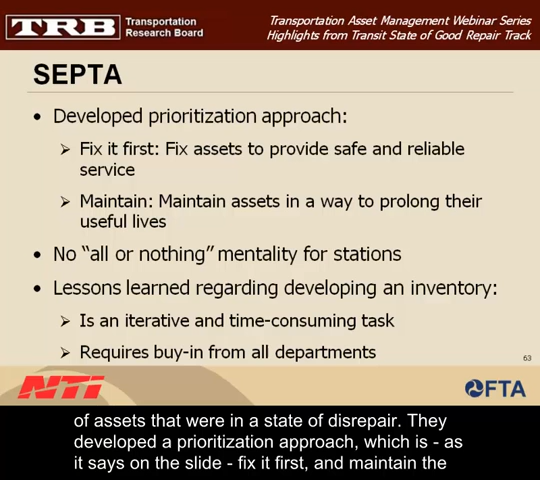 TRB
Transportation
Research Board
Transportation Asset Management Webinar Series
Highlights from Transit State of Good Repair Track
SEPTA
• Developed prioritization approach:
➢ Fix it first: Fix assets to provide safe and reliable
service
➢ Maintain: Maintain assets in a way to prolong their
useful lives
• No “all or nothing” mentality for stations
• Lessons learned regarding developing an inventory:
➢ Is an iterative and time-consuming task
➢ Requires buy-in from all departments
63
NTI
FTA
of assets that were in a state of disrepair. They
developed a prioritization approach, which is - as
it says on the slide - fix it first, and maintain the